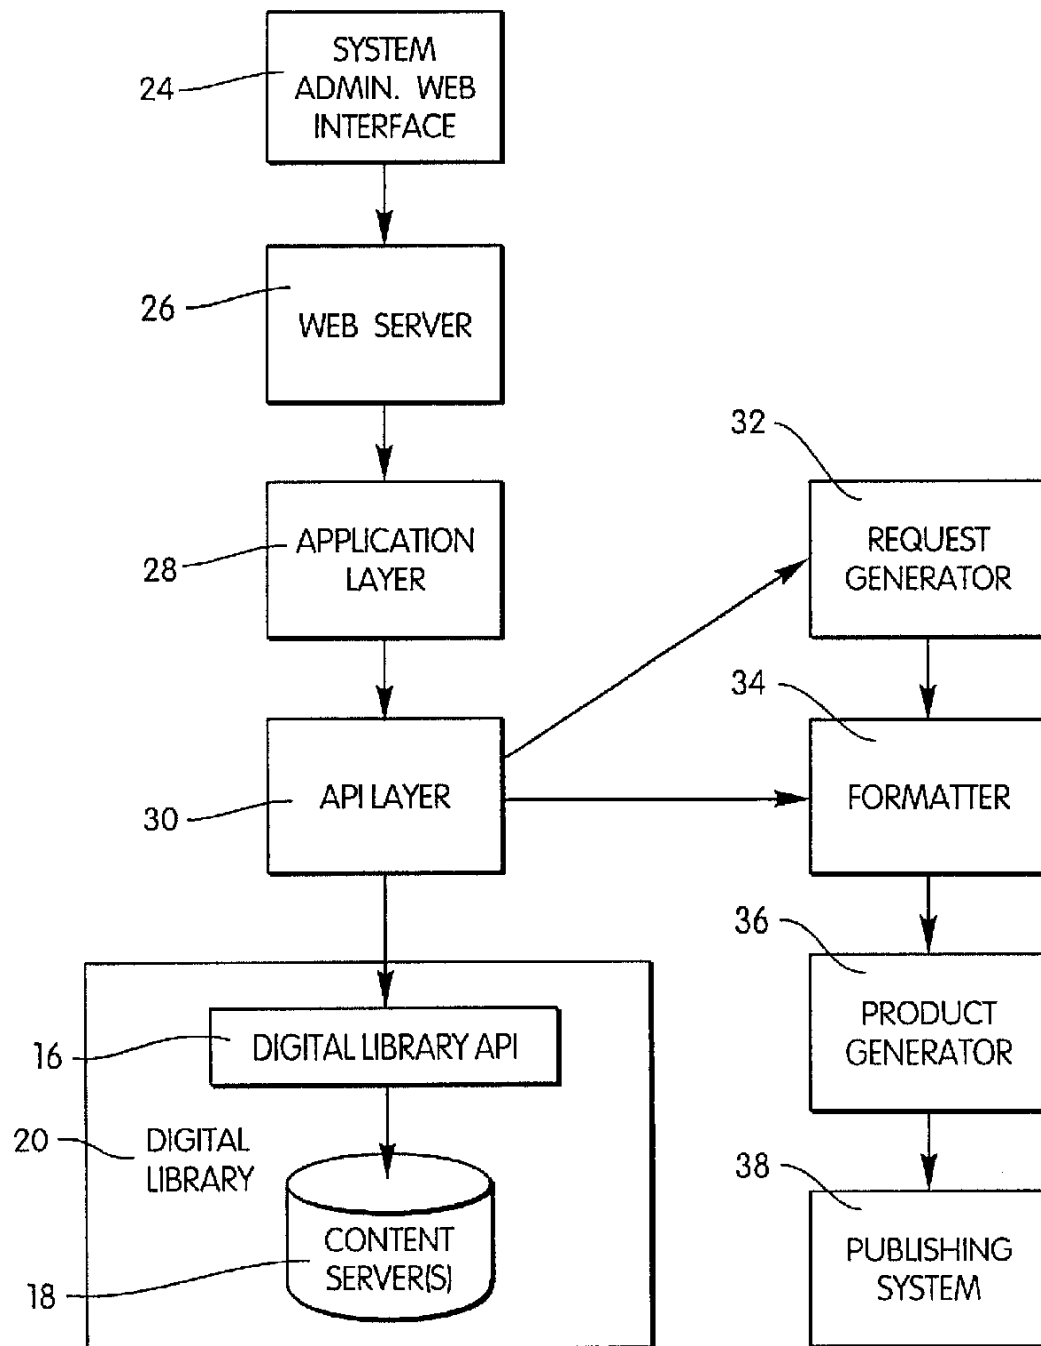 24
SYSTEM
ADMIN. WEB
INTERFACE
26
WEB SERVER
28
APPLICATION
LAYER
32
REQUEST
GENERATOR
30
API LAYER
34
FORMATTER
36
PRODUCT
GENERATOR
16
DIGITAL LIBRARY API
20
DIGITAL
LIBRARY
18
CONTENT
SERVER(S)
38
PUBLISHING
SYSTEM